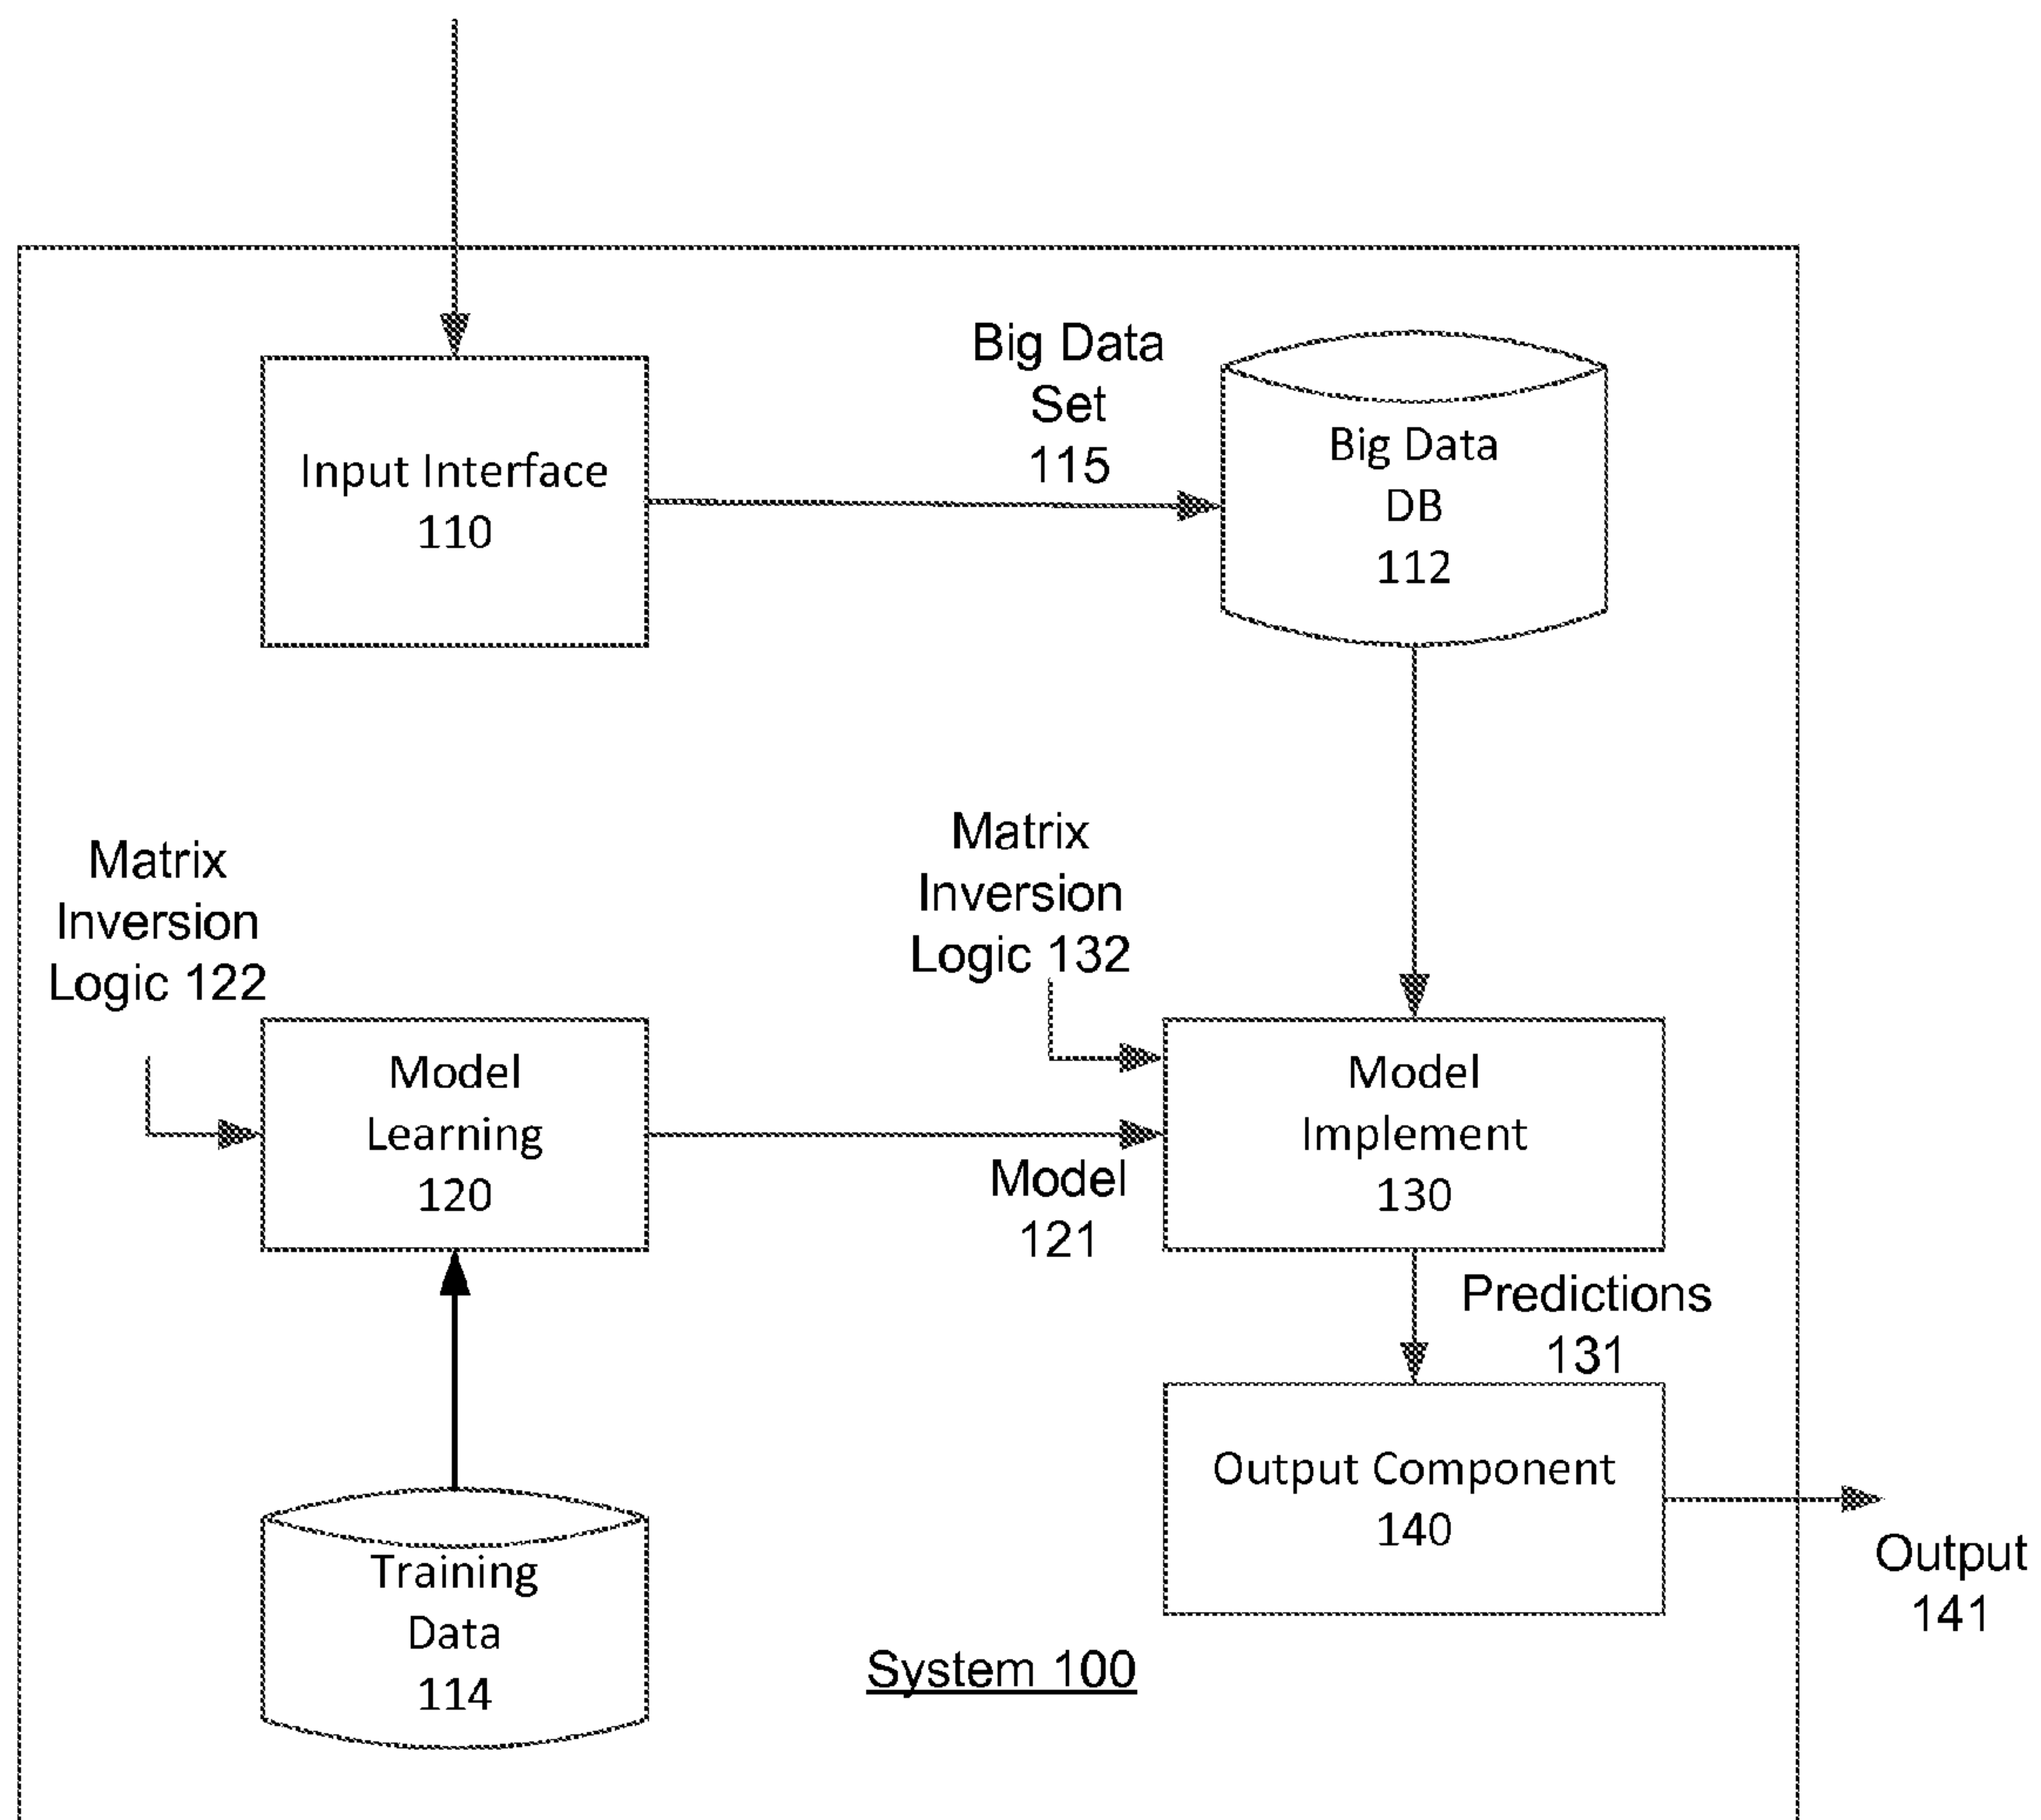 Input Interface
110
Big Data
Set
115
Big Data
DB
112
Matrix
Inversion
Logic 122
Matrix
Inversion
Logic 132
Model
Learning
120
Model
121
Model
Implement
130
Predictions
131
Output Component
140
Output
141
Training
Data
114
System 100